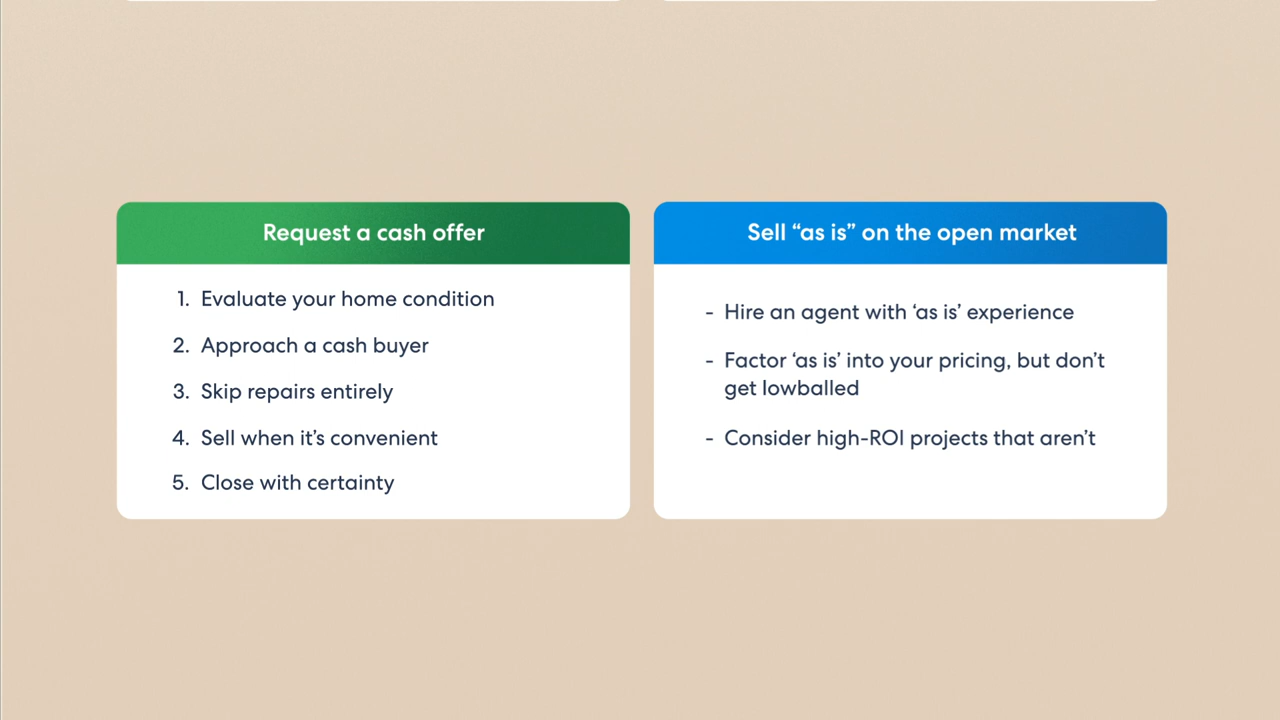 Request a cash offer
1. Evaluate your home condition
2. Approach a cash buyer
3. Skip repairs entirely
4. Sell when it’s convenient
5. Close with certainty
Sell “as is” on the open market
- Hire an agent with ‘as is’ experience
- Factor ‘as is’ into your pricing, but don’t
get lowballed
- Consider high-ROI projects that aren’t